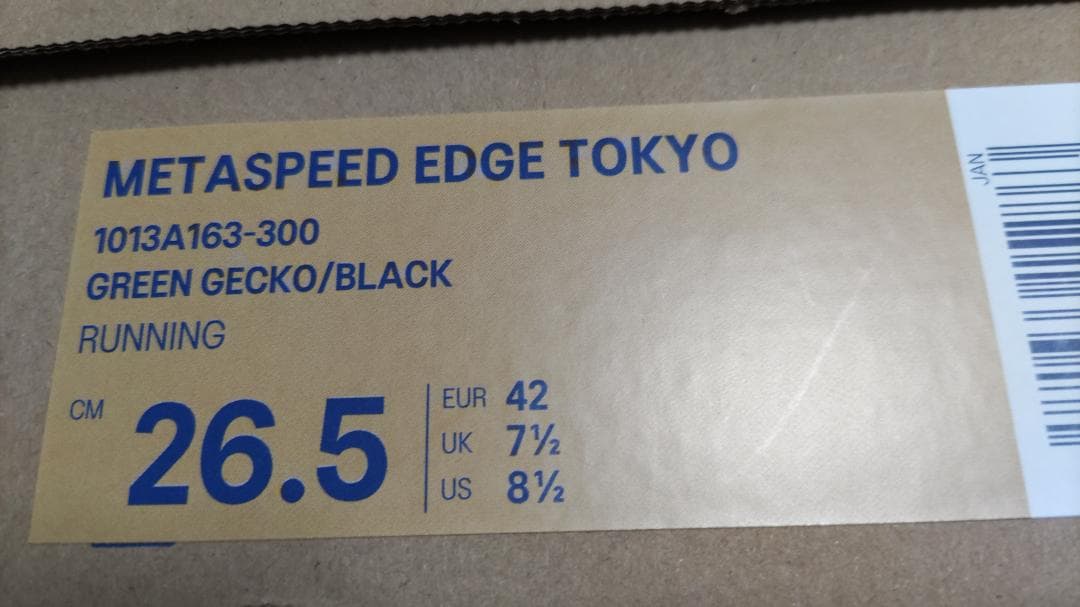 METASPEED EDGE TOKYO
1013A163-300
GREEN GECKO/BLACK
RUNNING
CM 26.5
EUR 42
UK 7½
US 8½
JAN